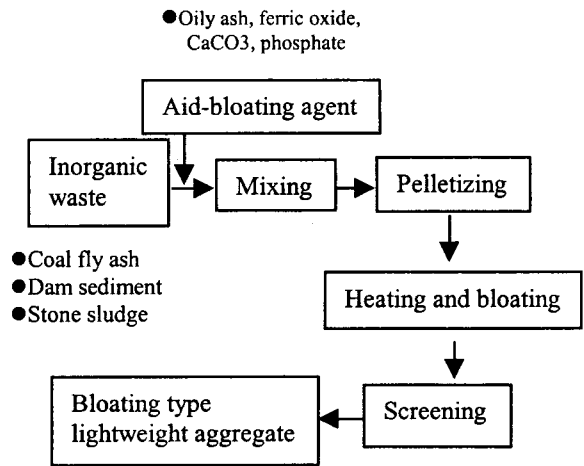 ●Oily ash, ferric oxide,
CaCO3, phosphate
Aid-bloating agent
Inorganic
waste
Mixing
Pelletizing
●Coal fly ash
●Dam sediment
●Stone sludge
Heating and bloating
Bloating type
lightweight aggregate
Screening